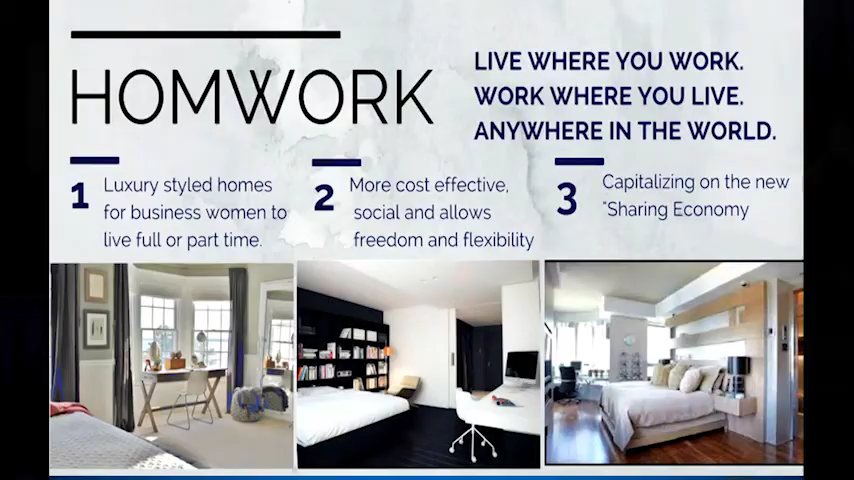 HOMWORK
LIVE WHERE YOU WORK.
WORK WHERE YOU LIVE.
ANYWHERE IN THE WORLD.
1
Luxury styled homes
for business women to
live full or part time.
2
More cost effective,
social and allows
freedom and flexibility
3
Capitalizing on the new
"Sharing Economy